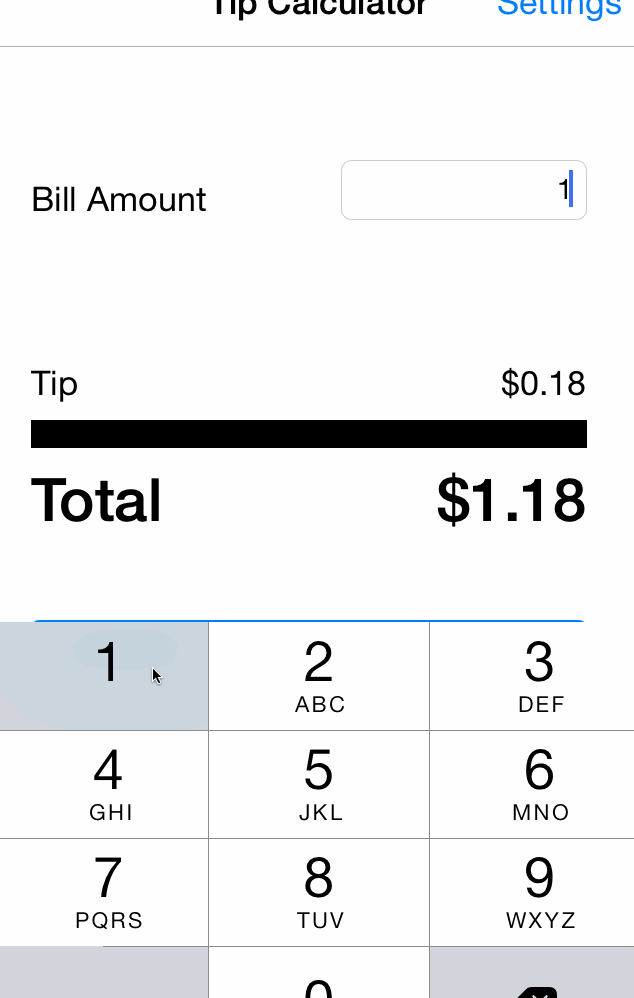 Tip Calculator Settings
Bill Amount 1
Tip $0.18
Total $1.18
1 2 3
ABC DEF
4 5 6
GHI JKL MNO
7 8 9
PQRS TUV WXYZ
0